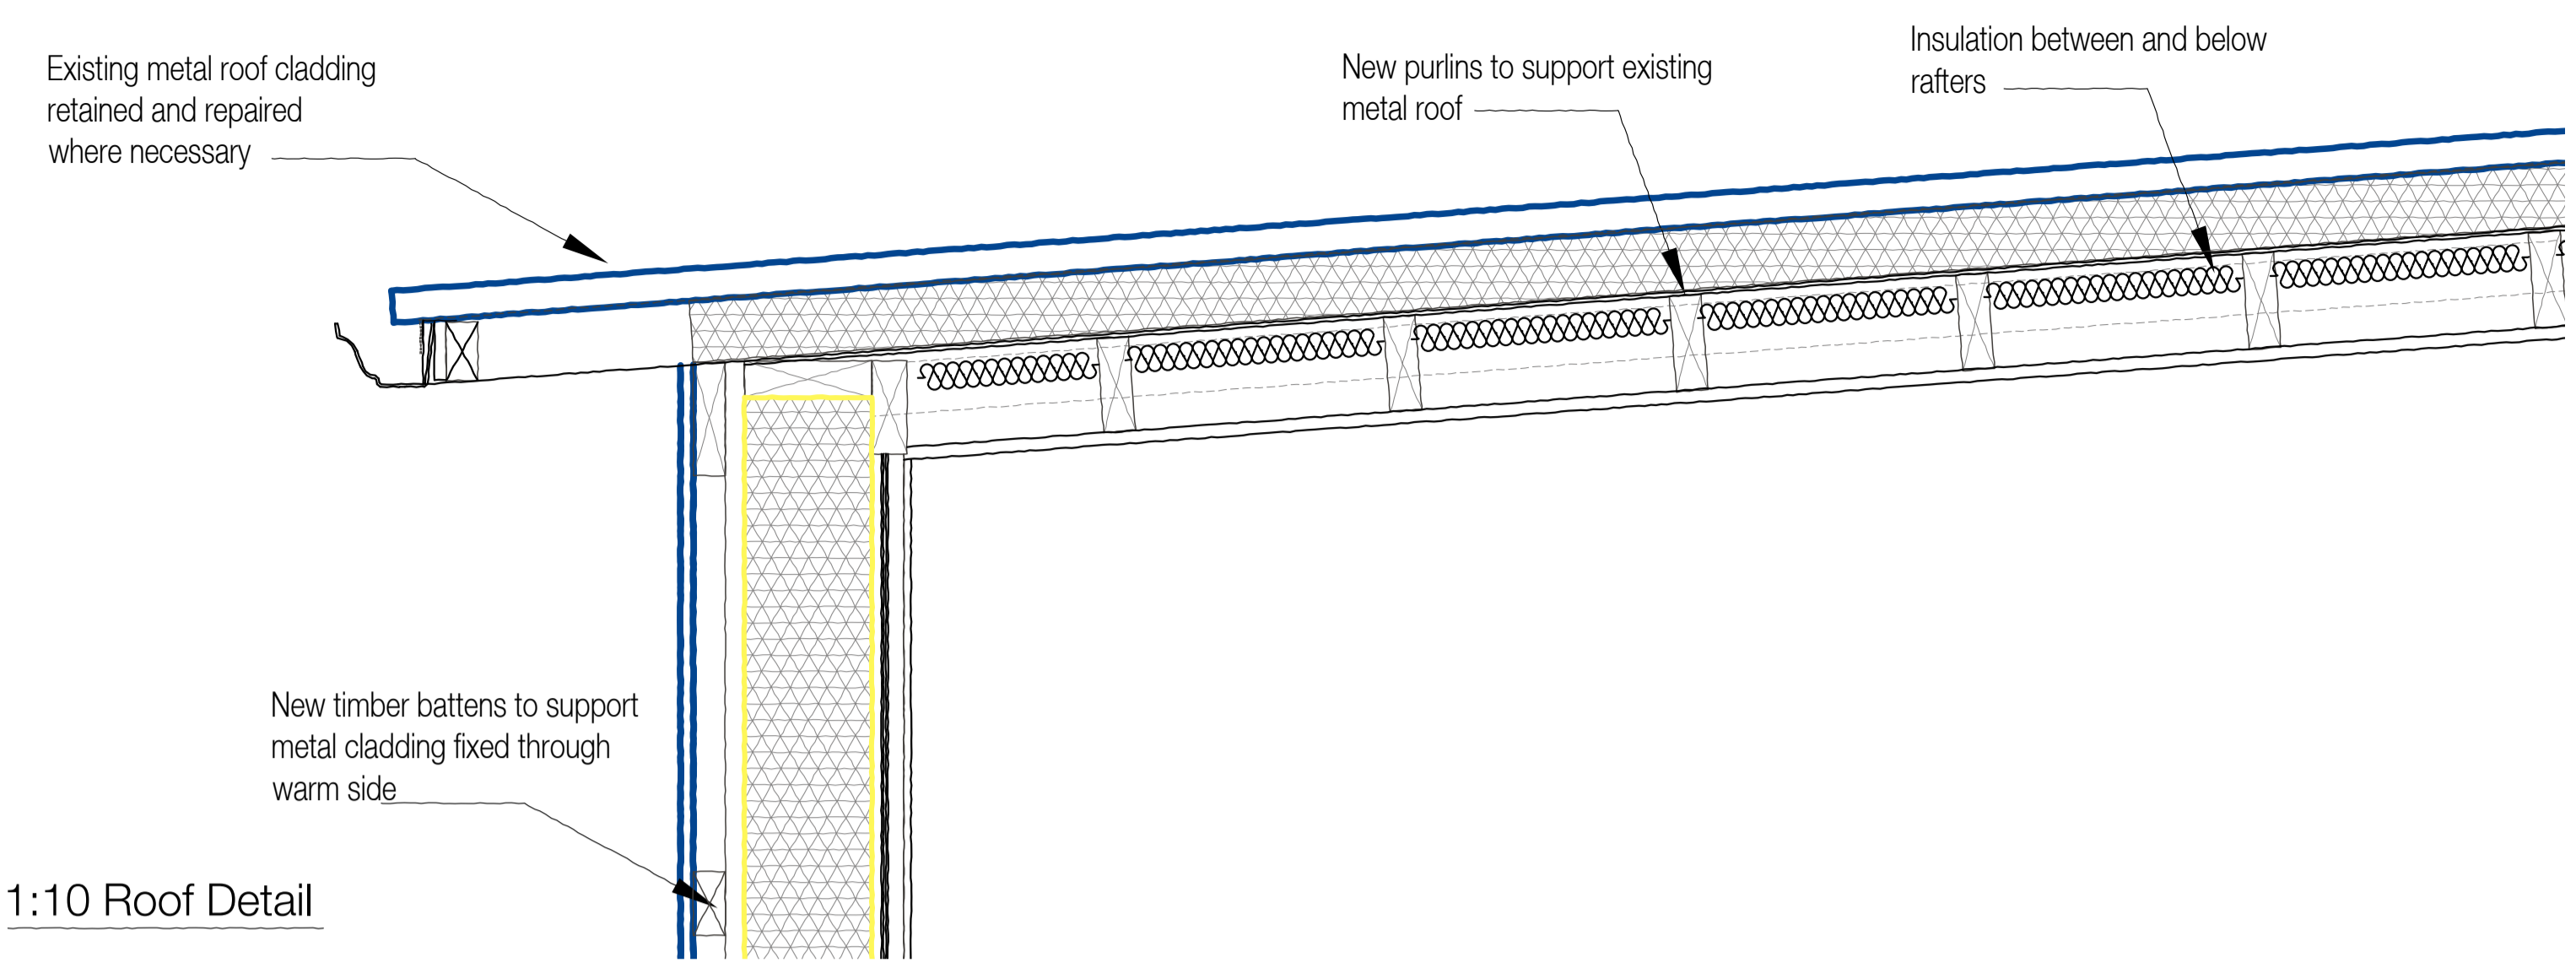 Existing metal roof cladding
retained and repaired
where necessary
New purlins to support existing
metal roof
Insulation between and below
rafters
New timber battens to support
metal cladding fixed through
warm side
1:10 Roof Detail